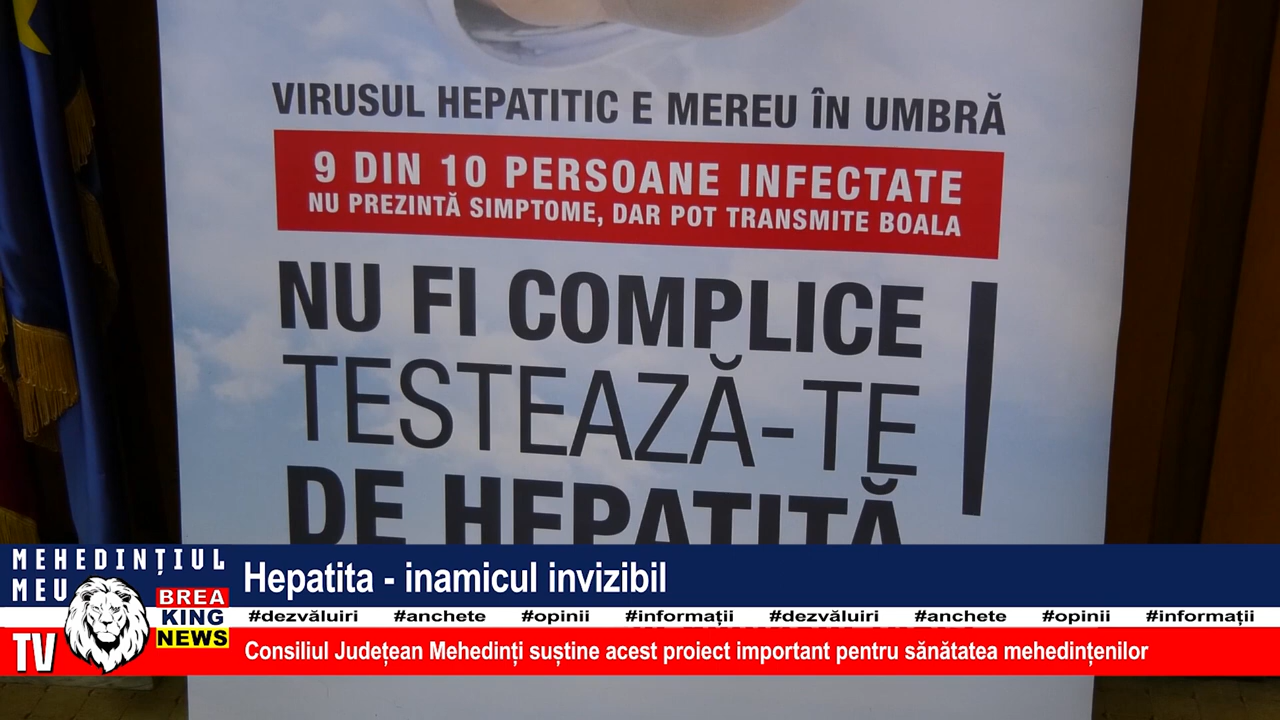 VIRUSUL HEPATITIC E MEREU ÎN UMBRĂ
9 DIN 10 PERSOANE INFECTATE
NU PREZINTĂ SIMPTOME, DAR POT TRANSMITE BOALA
NU FI COMPLICE
TESTEAZĂ-TE
DE HEPATITĂ
MEHEDINȚIUL
MEU
TV
BREA
KING
NEWS
Hepatita - inamicul invizibil
#dezvăluiri #anchete #opinii #informații #dezvăluiri #anchete #opinii #informații
Consiliul Județean Mehedinți suștine acest proiect important pentru sănătatea mehedințenilor